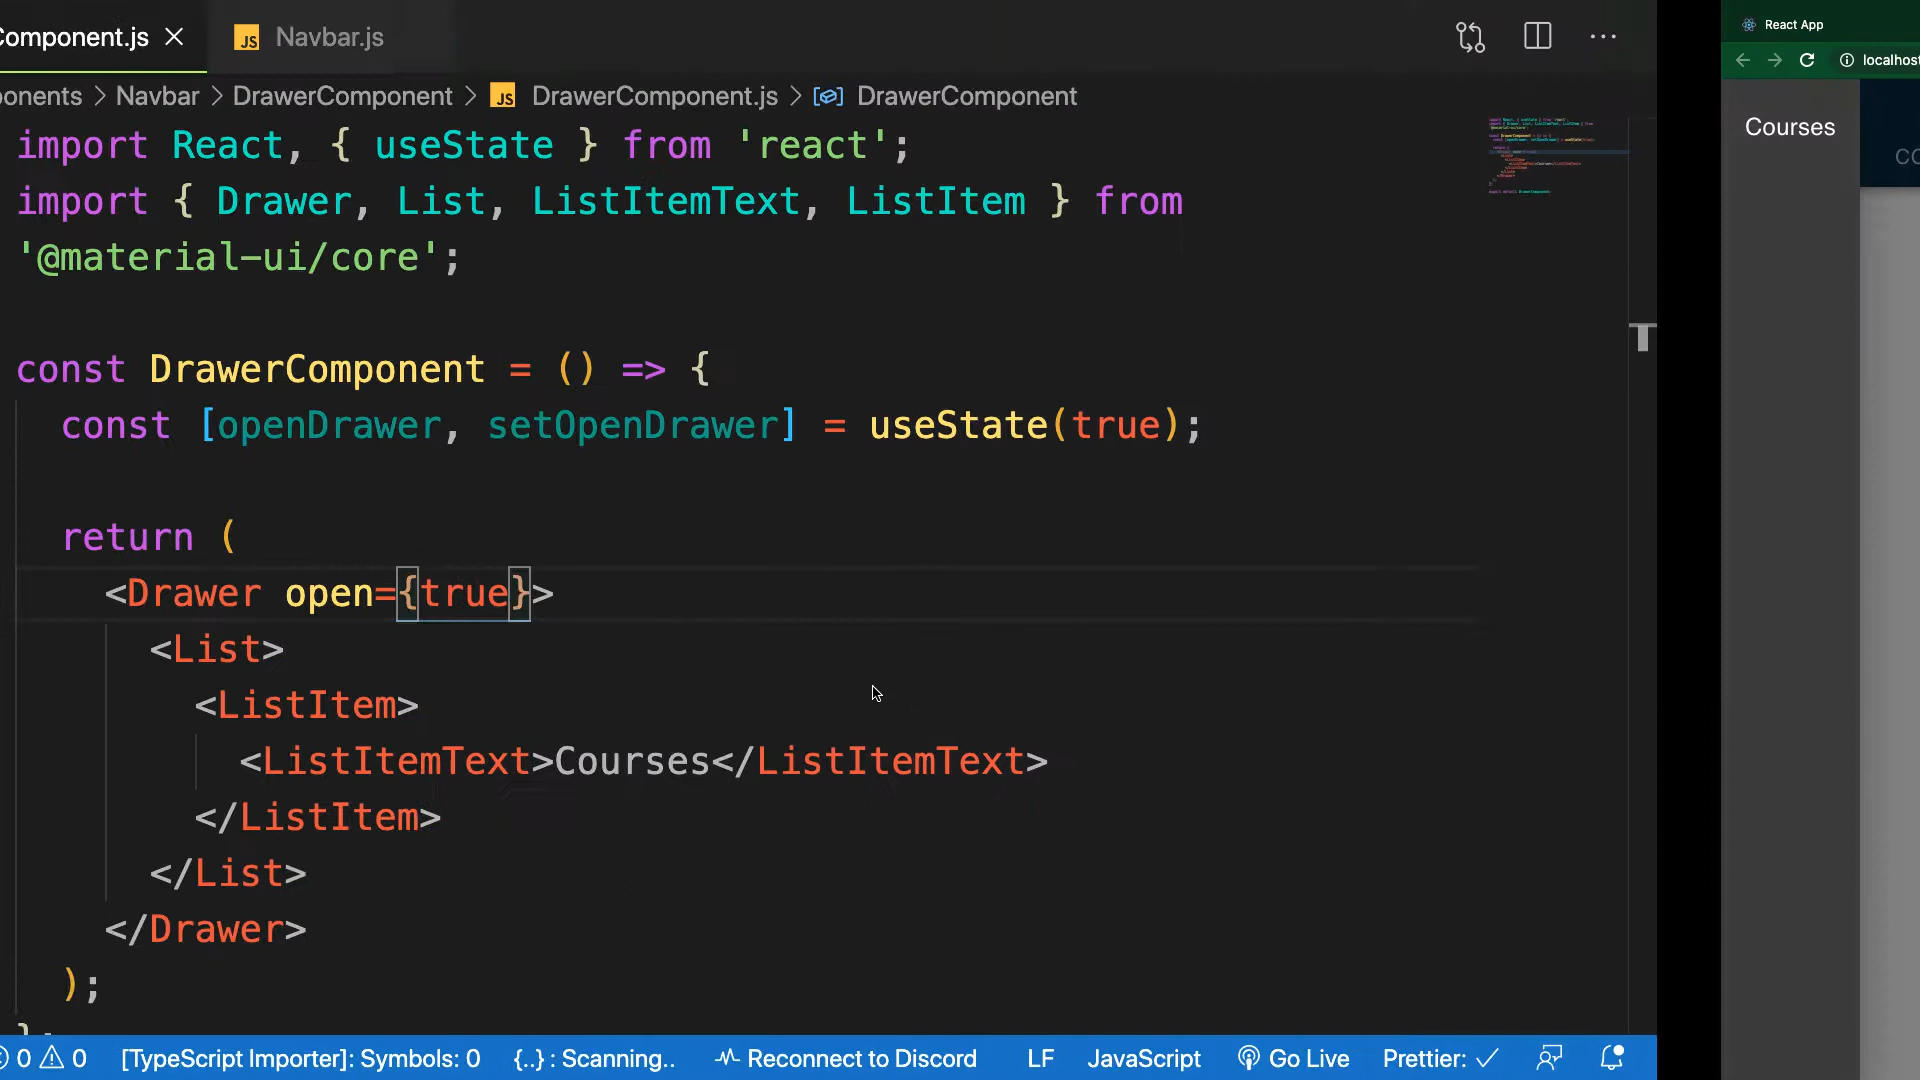 Component.js
JS Navbar.js
onents > Navbar > DrawerComponent > JS DrawerComponent.js > DrawerComponent
import React, { useState } from 'react';
import { Drawer, List, ListItemText, ListItem } from
'@material-ui/core';
const DrawerComponent = () => {
const [openDrawer, setOpenDrawer] = useState(true);
return (
<Drawer open={true}>
<List>
<ListItem>
<ListItemText>Courses</ListItemText>
</ListItem>
</List>
</Drawer>
);
};
0 0 [TypeScript Importer]: Symbols: 0 {..} : Scanning.. Reconnect to Discord LF JavaScript Go Live Prettier: ✓
React App
localhost
Courses
CO